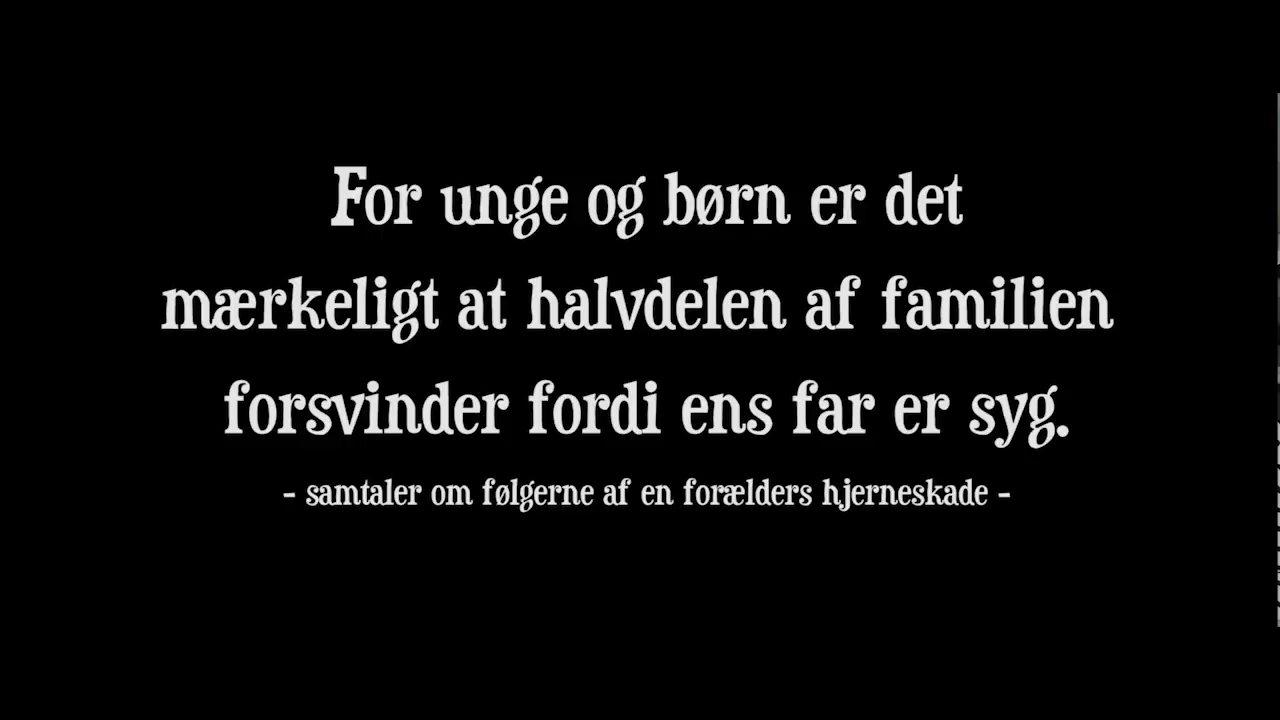 For unge og børn er det
mærkeligt at halvdelen af familien
forsvinder fordi ens far er syg.
- samtaler om følgerne af en forælders hjerneskade -